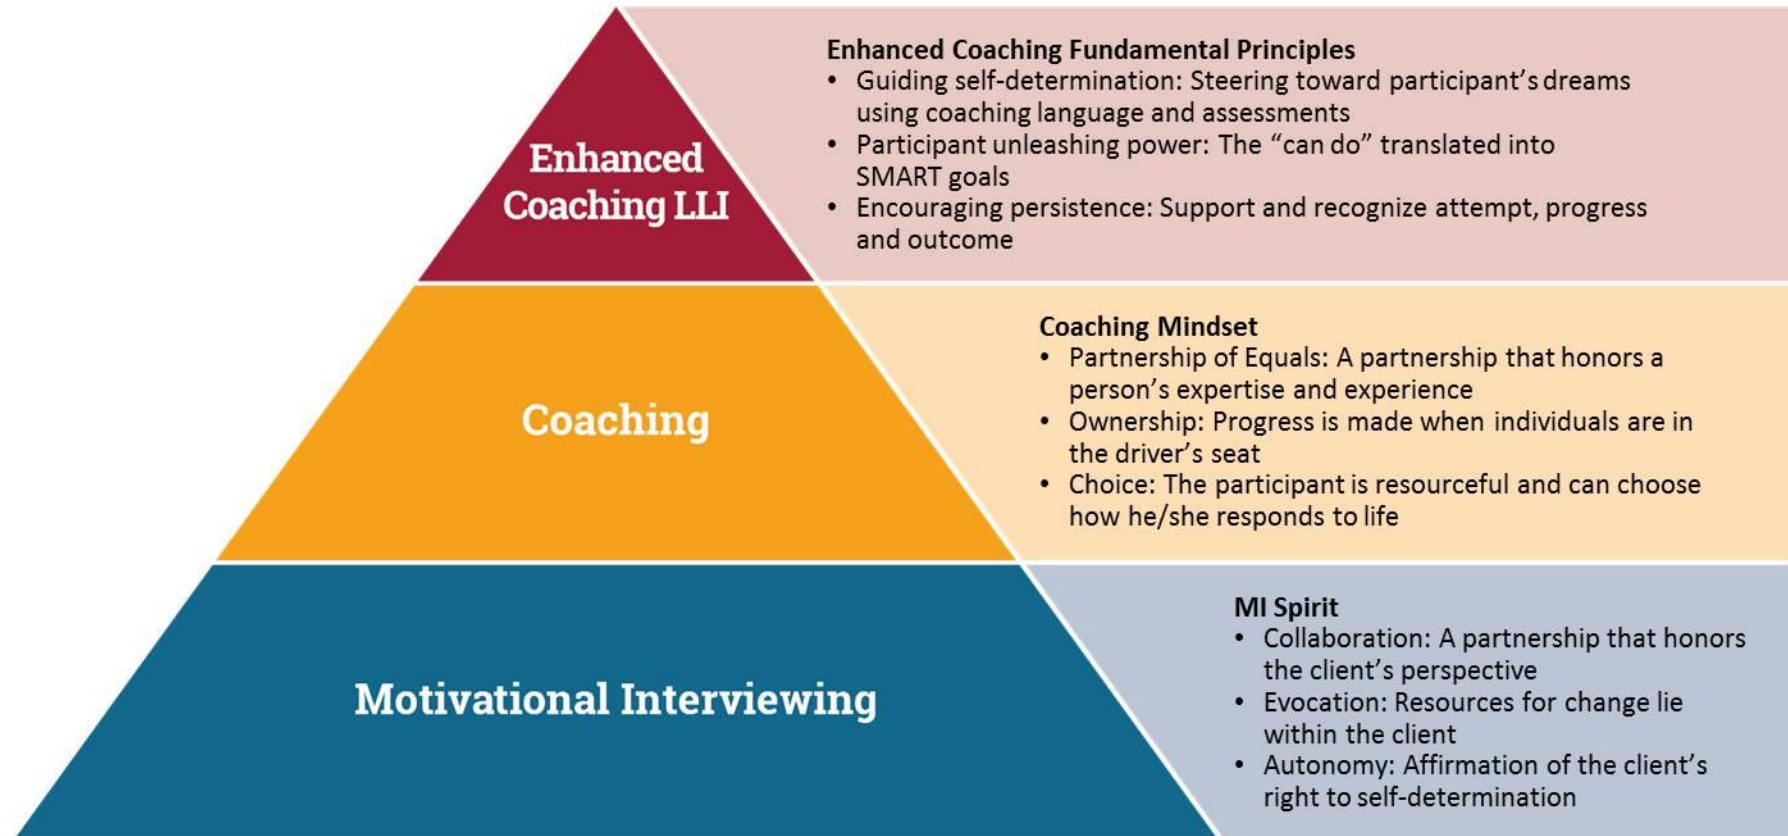 Enhanced
Coaching LLI
Enhanced Coaching Fundamental Principles
• Guiding self-determination: Steering toward participant’s dreams
using coaching language and assessments
• Participant unleashing power: The “can do” translated into
SMART goals
• Encouraging persistence: Support and recognize attempt, progress
and outcome
Coaching
Coaching Mindset
• Partnership of Equals: A partnership that honors a
person’s expertise and experience
• Ownership: Progress is made when individuals are in
the driver’s seat
• Choice: The participant is resourceful and can choose
how he/she responds to life
Motivational Interviewing
MI Spirit
• Collaboration: A partnership that honors
the client’s perspective
• Evocation: Resources for change lie
within the client
• Autonomy: Affirmation of the client’s
right to self-determination